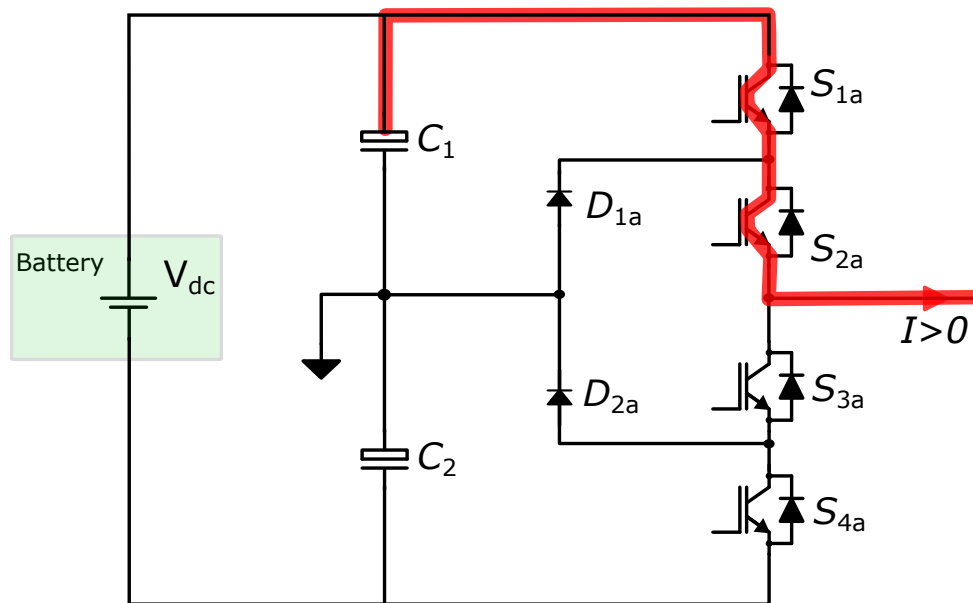 S1a
C1
D1a
Battery
Vdc
S2a
I>0
D2a
S3a
C2
S4a